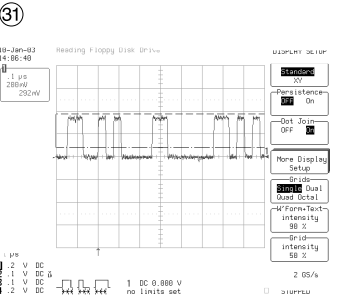 31
10-Jan-03
14:06:40
Reading Floppy Disk Drive
DISPLAY SETUP
1
.1 µs
200mV
292mV
Standard
XY
Persistence
OFF On
Dot Join
OFF On
More Display
Setup
Grids
Single Dual
Quad Octal
W'Form+Text
intensity
90 %
Grid
intensity
50 %
1
.1 µs
.2 V DC
.1 V DC
.1 V DC
.2 V DC
1 DC 0.000 V
no limits set
2 GS/s
STOPPED